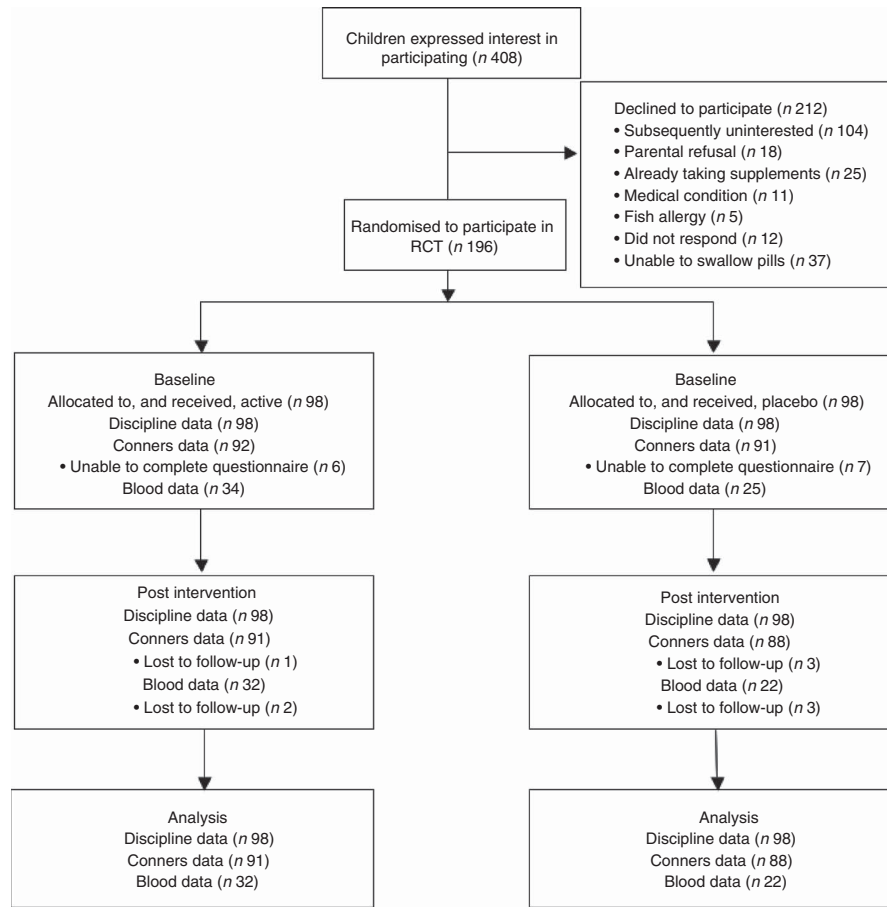 Children expressed interest in
participating (n 408)
Declined to participate (n 212)
• Subsequently uninterested (n 104)
• Parental refusal (n 18)
• Already taking supplements (n 25)
• Medical condition (n 11)
• Fish allergy (n 5)
• Did not respond (n 12)
• Unable to swallow pills (n 37)
Randomised to participate in
RCT (n 196)
Baseline
Allocated to, and received, active (n 98)
Discipline data (n 98)
Conners data (n 92)
• Unable to complete questionnaire (n 6)
Blood data (n 34)
Baseline
Allocated to, and received, placebo (n 98)
Discipline data (n 98)
Conners data (n 91)
• Unable to complete questionnaire (n 7)
Blood data (n 25)
Post intervention
Discipline data (n 98)
Conners data (n 91)
• Lost to follow-up (n 1)
Blood data (n 32)
• Lost to follow-up (n 2)
Post intervention
Discipline data (n 98)
Conners data (n 88)
• Lost to follow-up (n 3)
Blood data (n 22)
• Lost to follow-up (n 3)
Analysis
Discipline data (n 98)
Conners data (n 91)
Blood data (n 32)
Analysis
Discipline data (n 98)
Conners data (n 88)
Blood data (n 22)